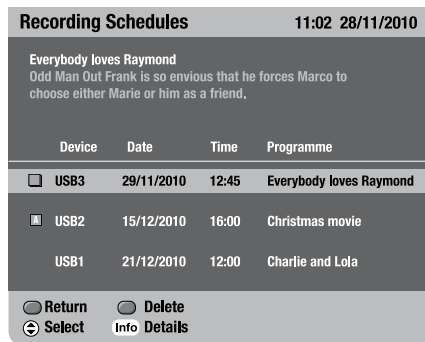 Recording Schedules 11:02 28/11/2010
Everybody loves Raymond
Odd Man Out Frank is so envious that he forces Marco to
choose either Marie or him as a friend.
Device Date Time Programme
USB3 29/11/2010 12:45 Everybody loves Raymond
A USB2 15/12/2010 16:00 Christmas movie
USB1 21/12/2010 12:00 Charlie and Lola
Return Delete
Select Info Details